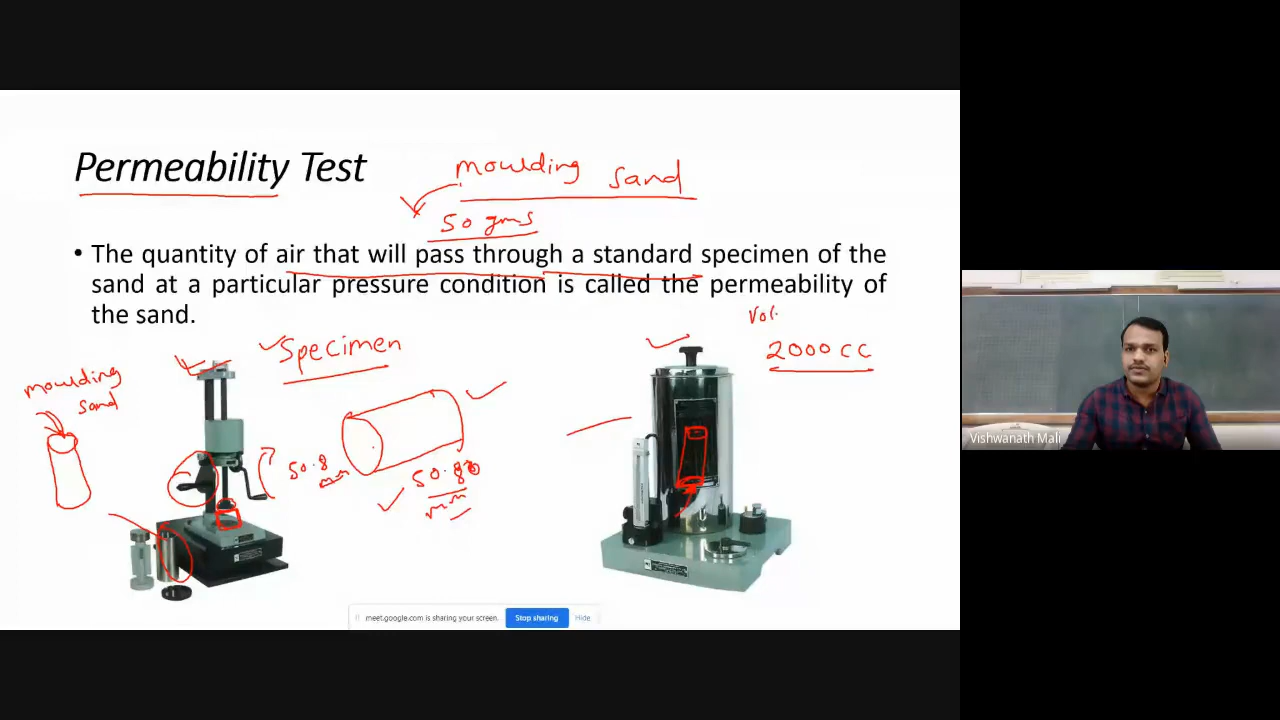 Permeability Test
moulding sand
50 gms
• The quantity of air that will pass through a standard specimen of the
sand at a particular pressure condition is called the permeability of
the sand.
Vol.
2000 cc
Specimen
moulding
sand
50.8
mm
50.8
mm
Vishwanath Mali
meet.google.com is sharing your screen.
Stop sharing
Hide